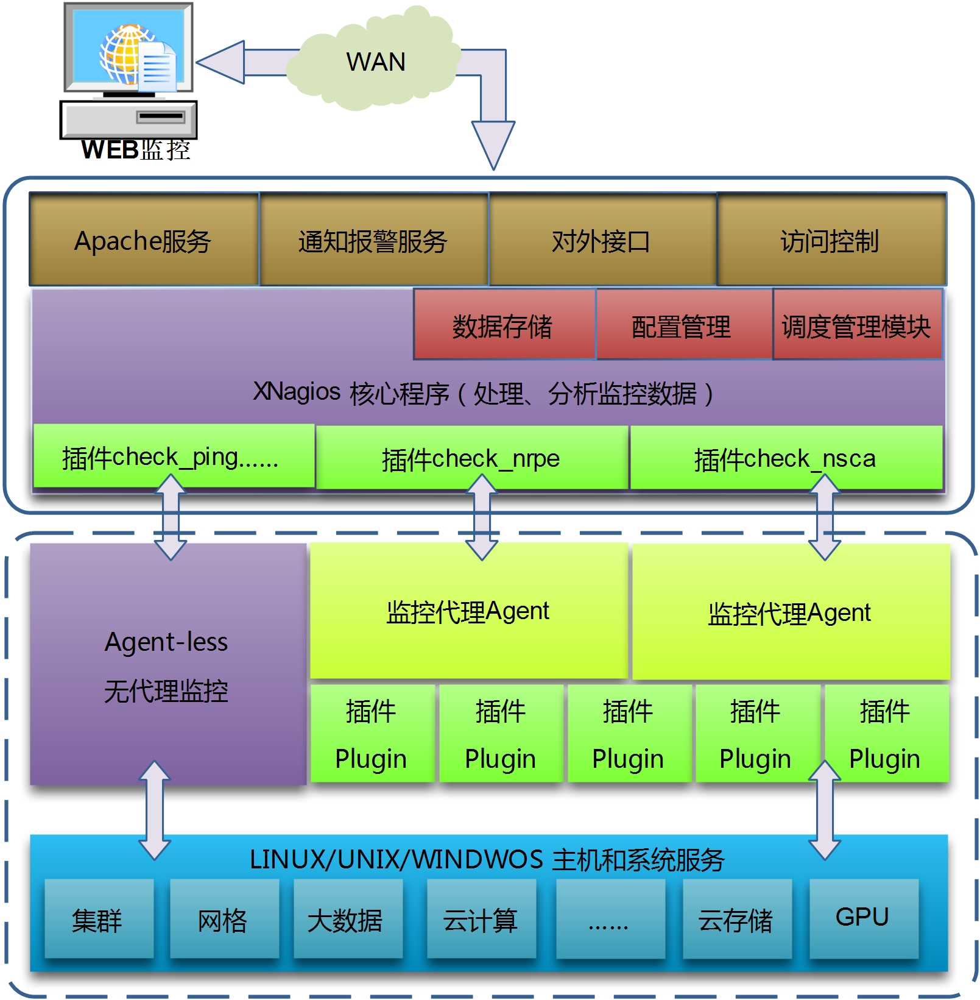 WAN
WEB监控
Apache服务
通知报警服务
对外接口
访问控制
数据存储
配置管理
调度管理模块
XNagios 核心程序（处理、分析监控数据）
插件check_ping……
插件check_nrpe
插件check_nsca
Agent-less
无代理监控
监控代理Agent
监控代理Agent
插件
Plugin
插件
Plugin
插件
Plugin
插件
Plugin
插件
Plugin
LINUX/UNIX/WINDWOS 主机和系统服务
集群
网格
大数据
云计算
……
云存储
GPU